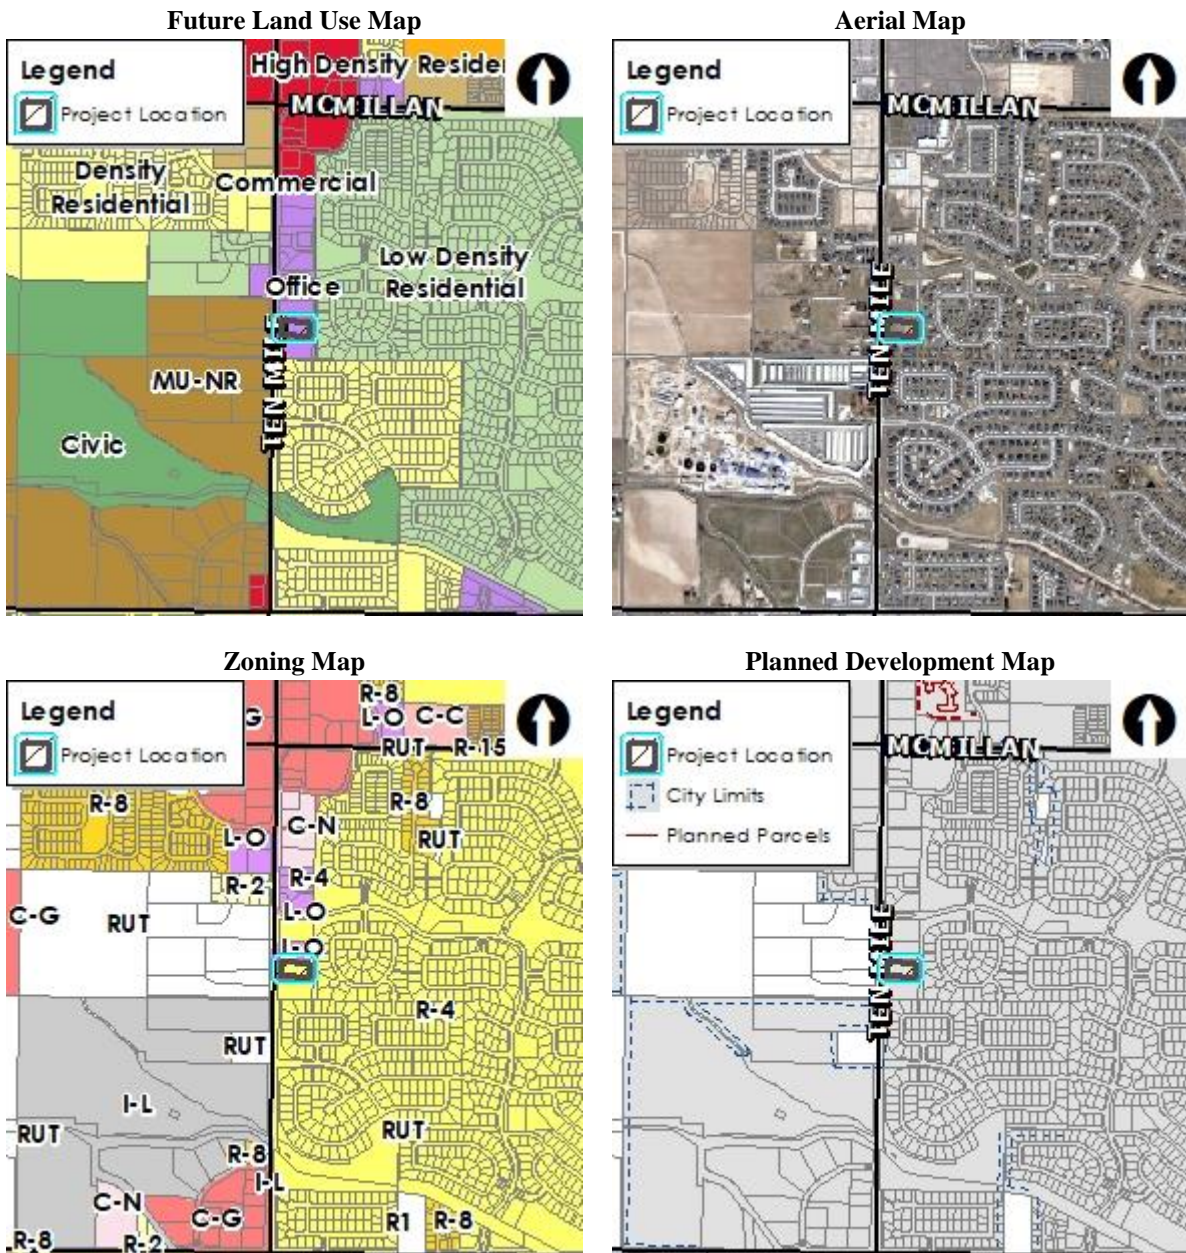 Future Land Use Map
Legend
Project Location
High Density Reside
MCMILLAN
Density
Residential
Commercial
Low Density
Residential
Office
TEN MI
MU-NR
Civic
Aerial Map
Legend
Project Location
MCMILLAN
TEN MILE
Zoning Map
Legend
Project Location
G
R-8
L-O
C-C
RUT
R-15
R-8
R-8
C-N
L-O
RUT
R-2
R-4
C-G
RUT
L-O
L-O
R-4
RUT
I-L
RUT
RUT
R-8
I-L
C-N
C-G
R1
R-8
R-8
R-2
Planned Development Map
Legend
Project Location
City Limits
Planned Parcels
MCMILLAN
TEN MILE